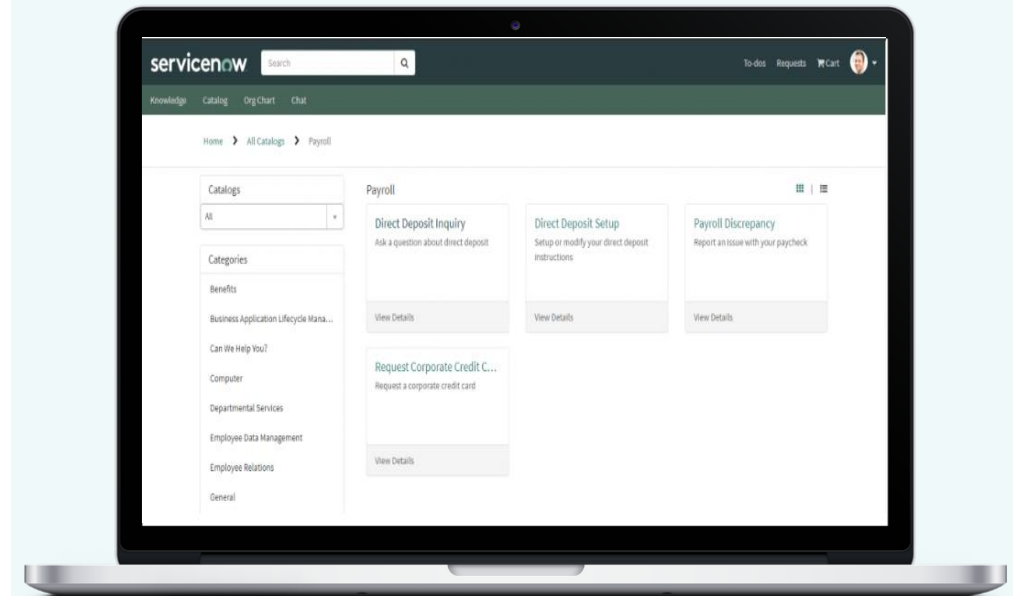 servicenow
Search
To-dos Requests Cart
Knowledge Catalog Org Chart Chat
Home All Catalogs Payroll
Catalogs
All
Categories
Benefits
Business Application Lifecycle Mana...
Can We Help You?
Computer
Departmental Services
Employee Data Management
Employee Relations
General
Payroll
Direct Deposit Inquiry
Ask a question about direct deposit
View Details
Direct Deposit Setup
Setup or modify your direct deposit
instructions
View Details
Payroll Discrepancy
Report an issue with your paycheck
View Details
Request Corporate Credit C...
Request a corporate credit card
View Details